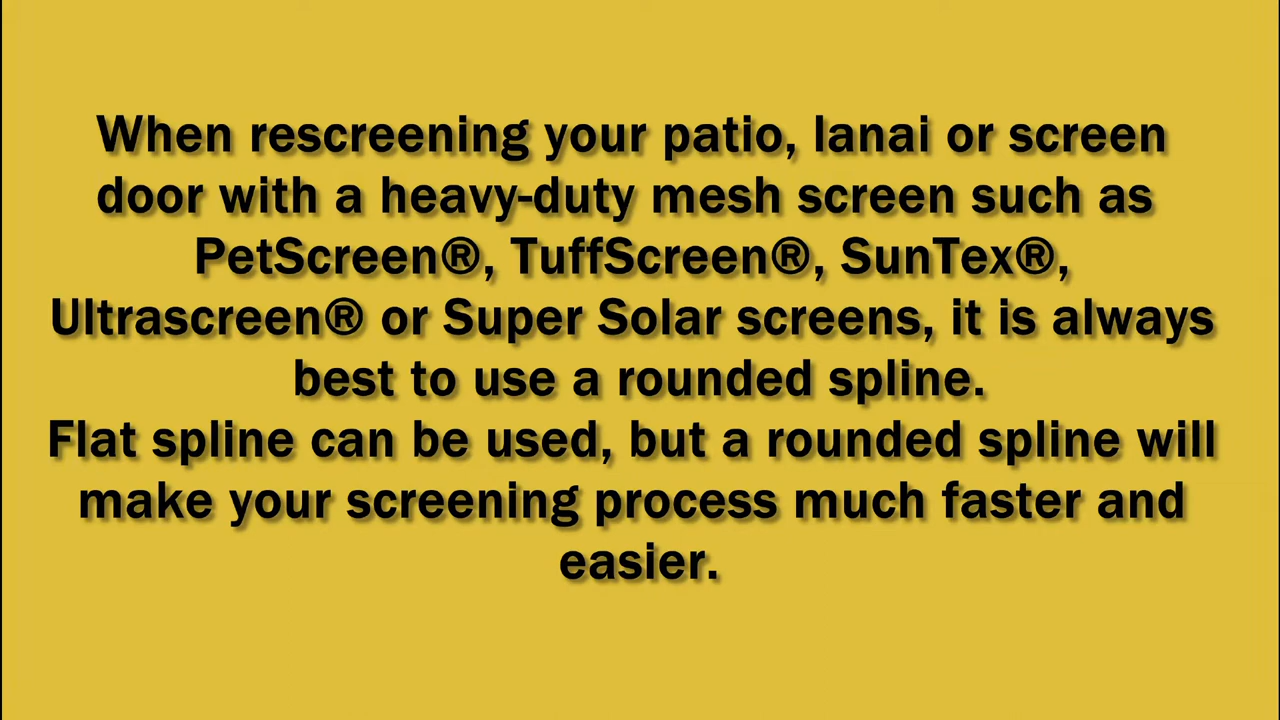 When rescreening your patio, lanai or screen
door with a heavy-duty mesh screen such as
PetScreen®, TuffScreen®, SunTex®,
Ultrascreen® or Super Solar screens, it is always
best to use a rounded spline.
Flat spline can be used, but a rounded spline will
make your screening process much faster and
easier.